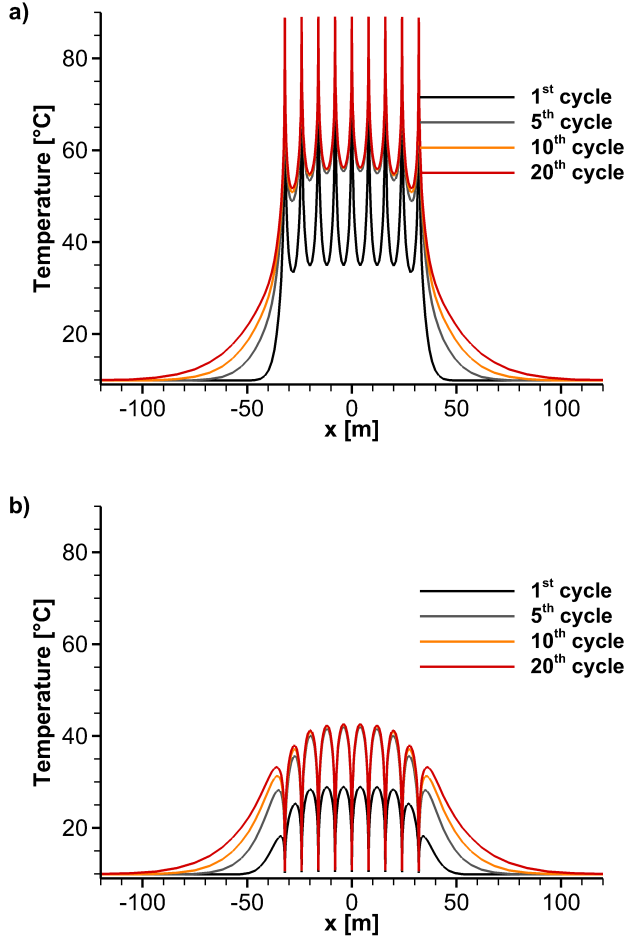 a)
80
60
40
20
Temperature [°C]
1st cycle
5th cycle
10th cycle
20th cycle
-100 -50 0 50 100
x [m]
b)
80
60
40
20
Temperature [°C]
1st cycle
5th cycle
10th cycle
20th cycle
-100 -50 0 50 100
x [m]